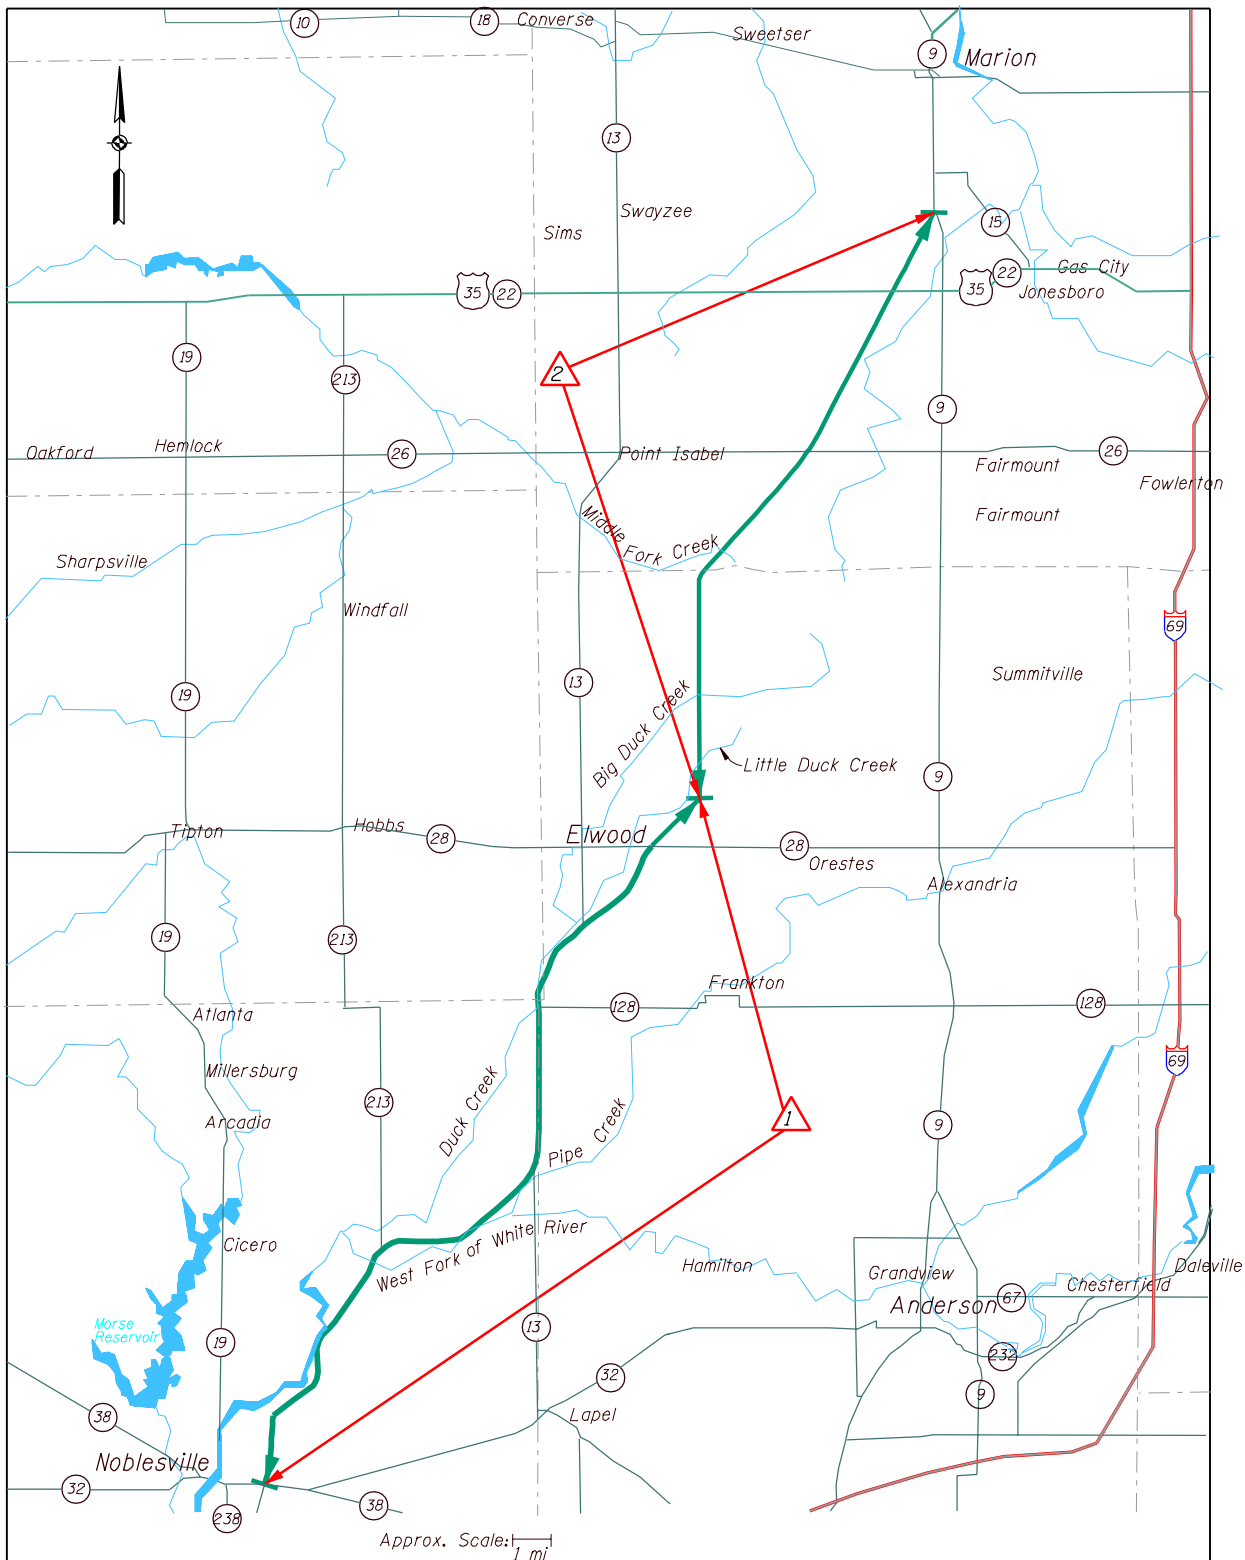 10
18
Converse
Sweetser
9
Marion
13
Swayzee
Sims
15
35
22
22
Gas City
35
Jonesboro
19
213
2
9
Oakford
Hemlock
26
Point Isabel
26
Fairmount
Fowlerton
Fairmount
Middle
Fork Creek
Sharpsville
Windfall
69
19
13
Big Duck Creek
Summitville
Little Duck Creek
9
Tipton
Hobbs
28
Elwood
28
Orestes
Alexandria
19
213
Frankton
128
128
Atlanta
Millersburg
69
Arcadia
213
Duck Creek
Pipe Creek
1
9
Cicero
West Fork of White River
Hamilton
Grandview
Chesterfield
Daleville
Anderson
67
Morse
Reservoir
19
13
232
32
9
38
Lapel
Noblesville
32
238
38
Approx. Scale:
1 mi